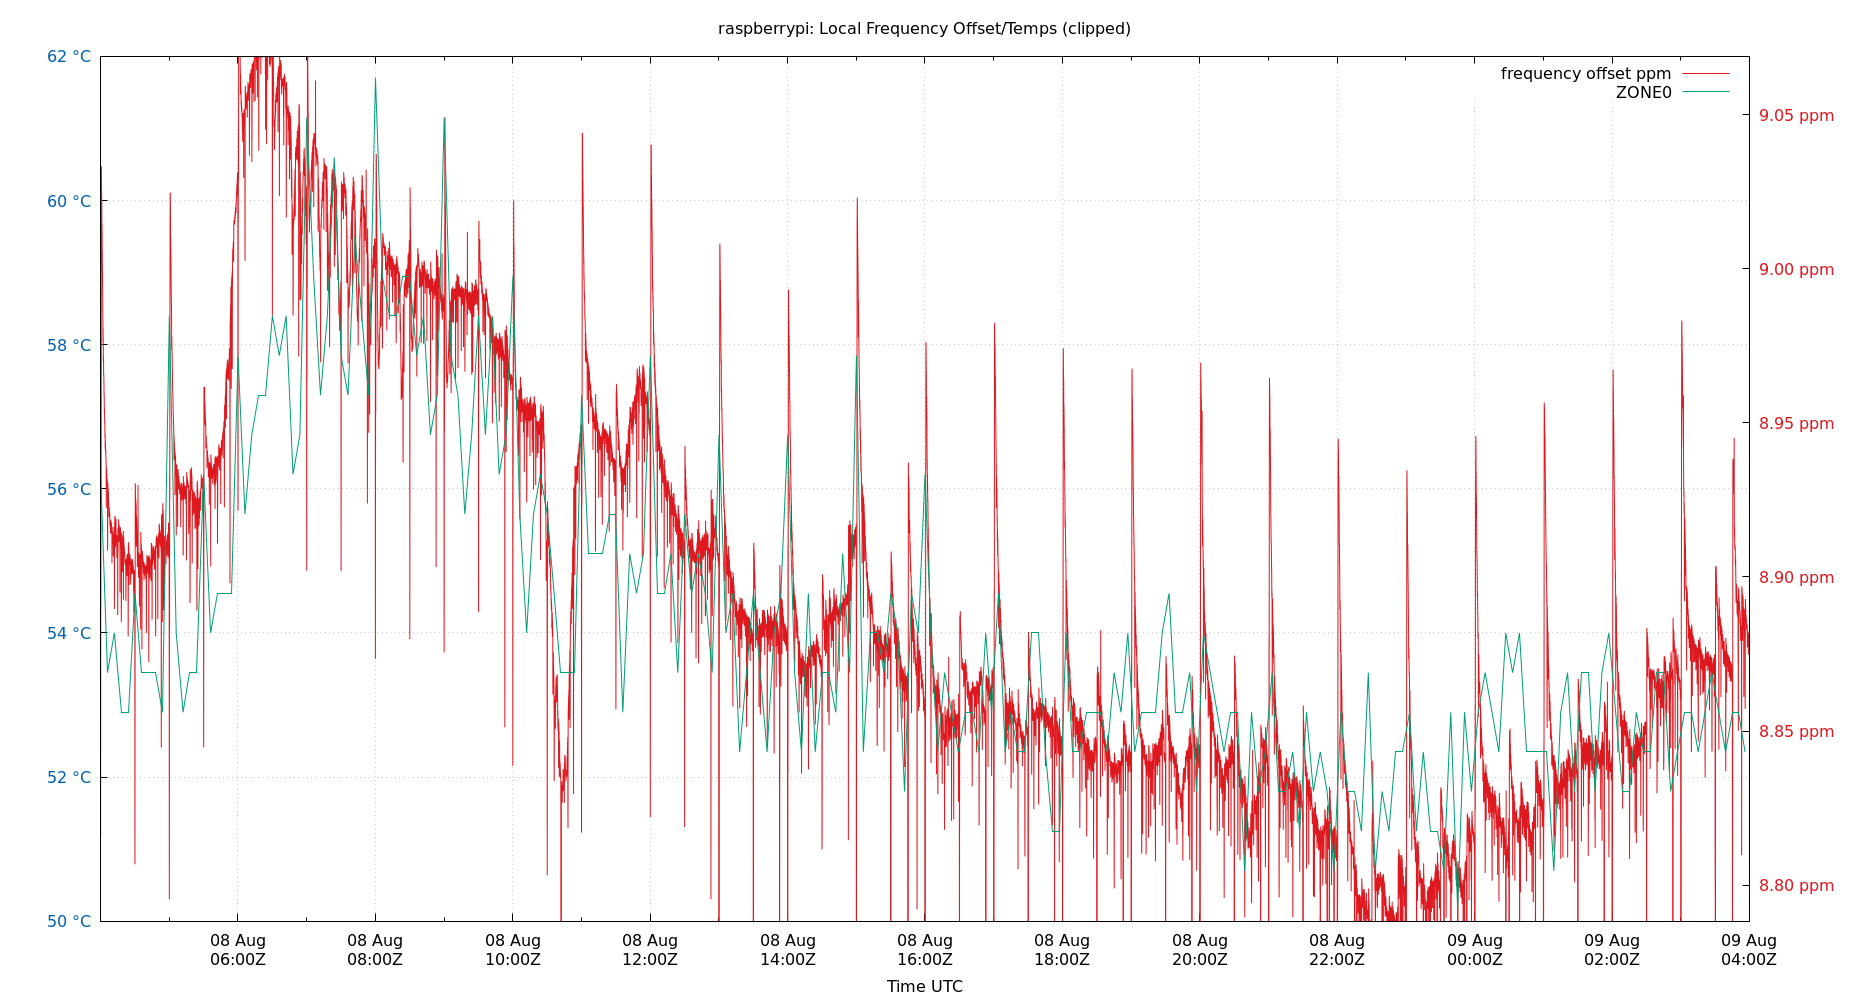 raspberrypi: Local Frequency Offset/Temps (clipped)
frequency offset ppm
ZONE0
62 °C
60 °C
58 °C
56 °C
54 °C
52 °C
50 °C
9.05 ppm
9.00 ppm
8.95 ppm
8.90 ppm
8.85 ppm
8.80 ppm
08 Aug 08 Aug 08 Aug 08 Aug 08 Aug 08 Aug 08 Aug 08 Aug 08 Aug 09 Aug 09 Aug 09 Aug
06:00Z 08:00Z 10:00Z 12:00Z 14:00Z 16:00Z 18:00Z 20:00Z 22:00Z 00:00Z 02:00Z 04:00Z
Time UTC